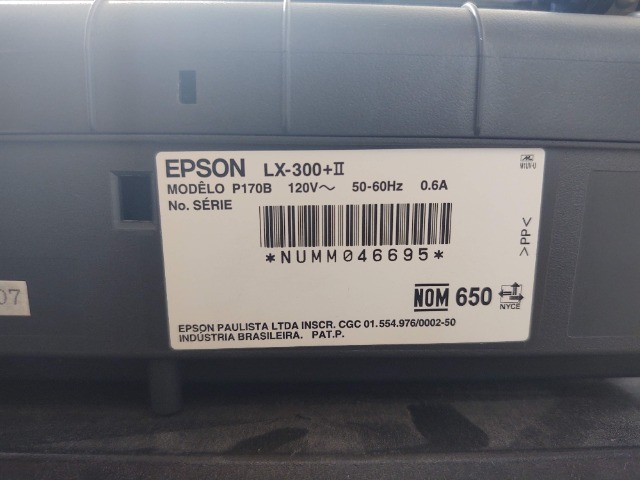 EPSON LX-300+II
MODÊLO P170B 120V~ 50-60Hz 0.6A
No. SÉRIE
*NUMM046695*
>PP<
NOM 650
NYCE
EPSON PAULISTA LTDA INSCR. CGC 01.554.976/0002-50
INDÚSTRIA BRASILEIRA. PAT.P.
07